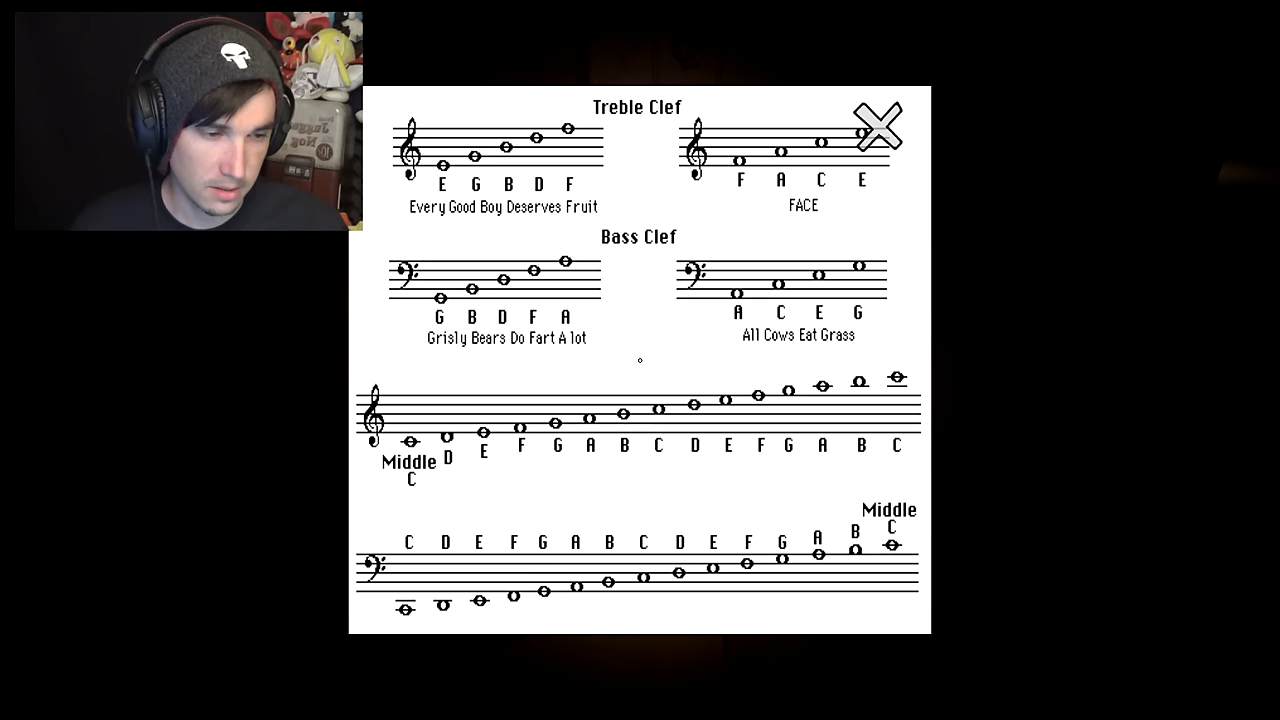 Treble Clef
E G B D F
Every Good Boy Deserves Fruit
F A C E
FACE
Bass Clef
G B D F A
Grisly Bears Do Fart A lot
A C E G
All Cows Eat Grass
Middle
C D E F G A B C D E F G A B C
Middle
C D E F G A B C D E F G A B C